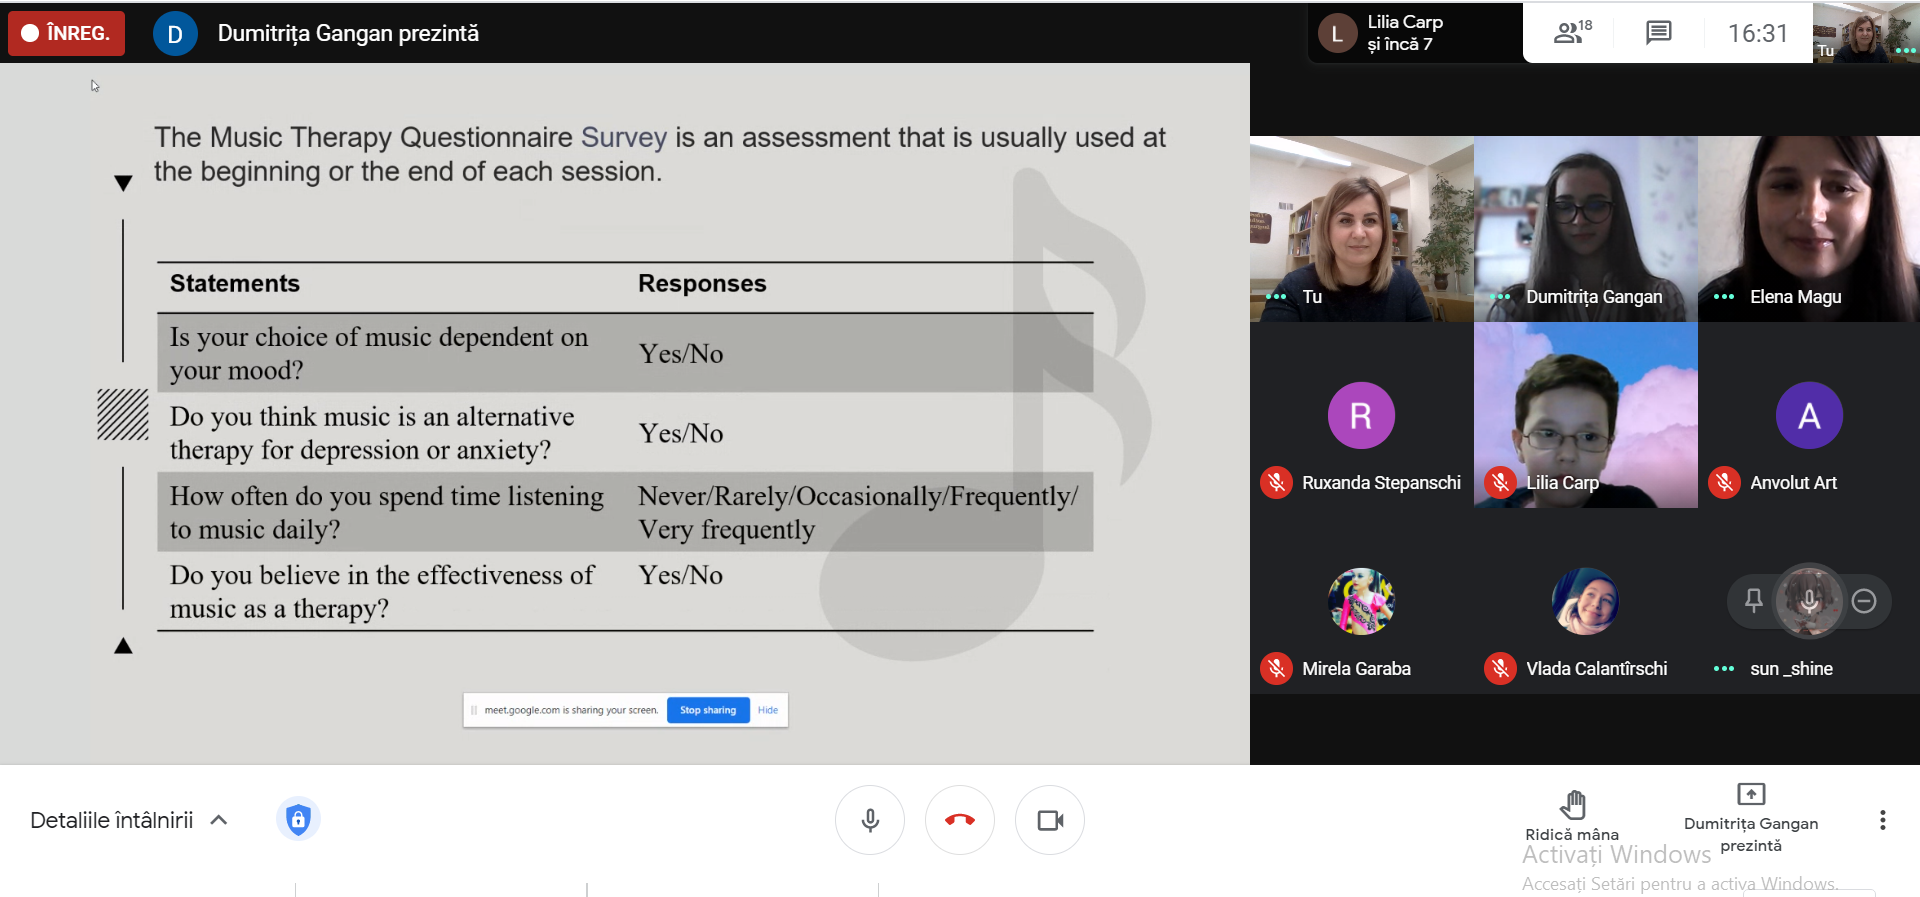 ÎNREG.
D
Dumitrița Gangan prezintă
L
Lilia Carp
și încă 7
18
16:31
Tu
The Music Therapy Questionnaire Survey is an assessment that is usually used at
the beginning or the end of each session.
Statements
Responses
Is your choice of music dependent on
your mood?
Yes/No
Do you think music is an alternative
therapy for depression or anxiety?
Yes/No
How often do you spend time listening
to music daily?
Never/Rarely/Occasionally/Frequently/
Very frequently
Do you believe in the effectiveness of
music as a therapy?
Yes/No
meet.google.com is sharing your screen.
Stop sharing
Hide
Tu
Dumitrița Gangan
Elena Magu
R
Ruxanda Stepanschi
Lilia Carp
A
Anvolut Art
Mirela Garaba
Vlada Calantîrschi
sun _shine
Detaliile întâlnirii
Ridică mâna
Dumitrița Gangan
prezintă
Activați Windows
Accesați Setări pentru a activa Windows.